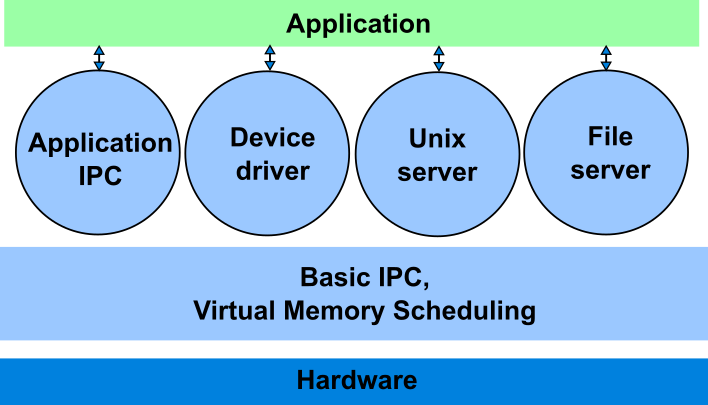 Application
Application
IPC
Device
driver
Unix
server
File
server
Basic IPC,
Virtual Memory Scheduling
Hardware